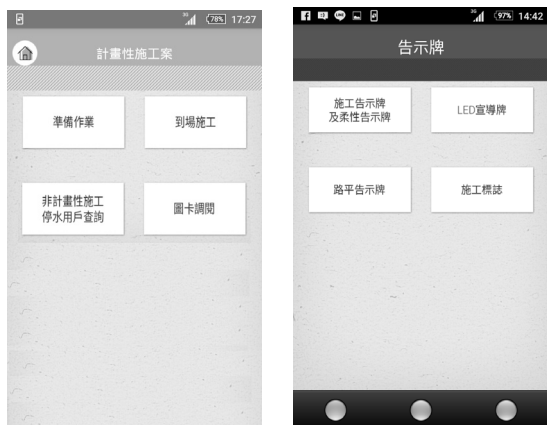 3G 78% 17:27
計畫性施工案
準備作業
到場施工
非計畫性施工
停水用戶查詢
圖卡調閱
3G 97% 14:42
告示牌
施工告示牌
及柔性告示牌
LED宣導牌
路平告示牌
施工標誌